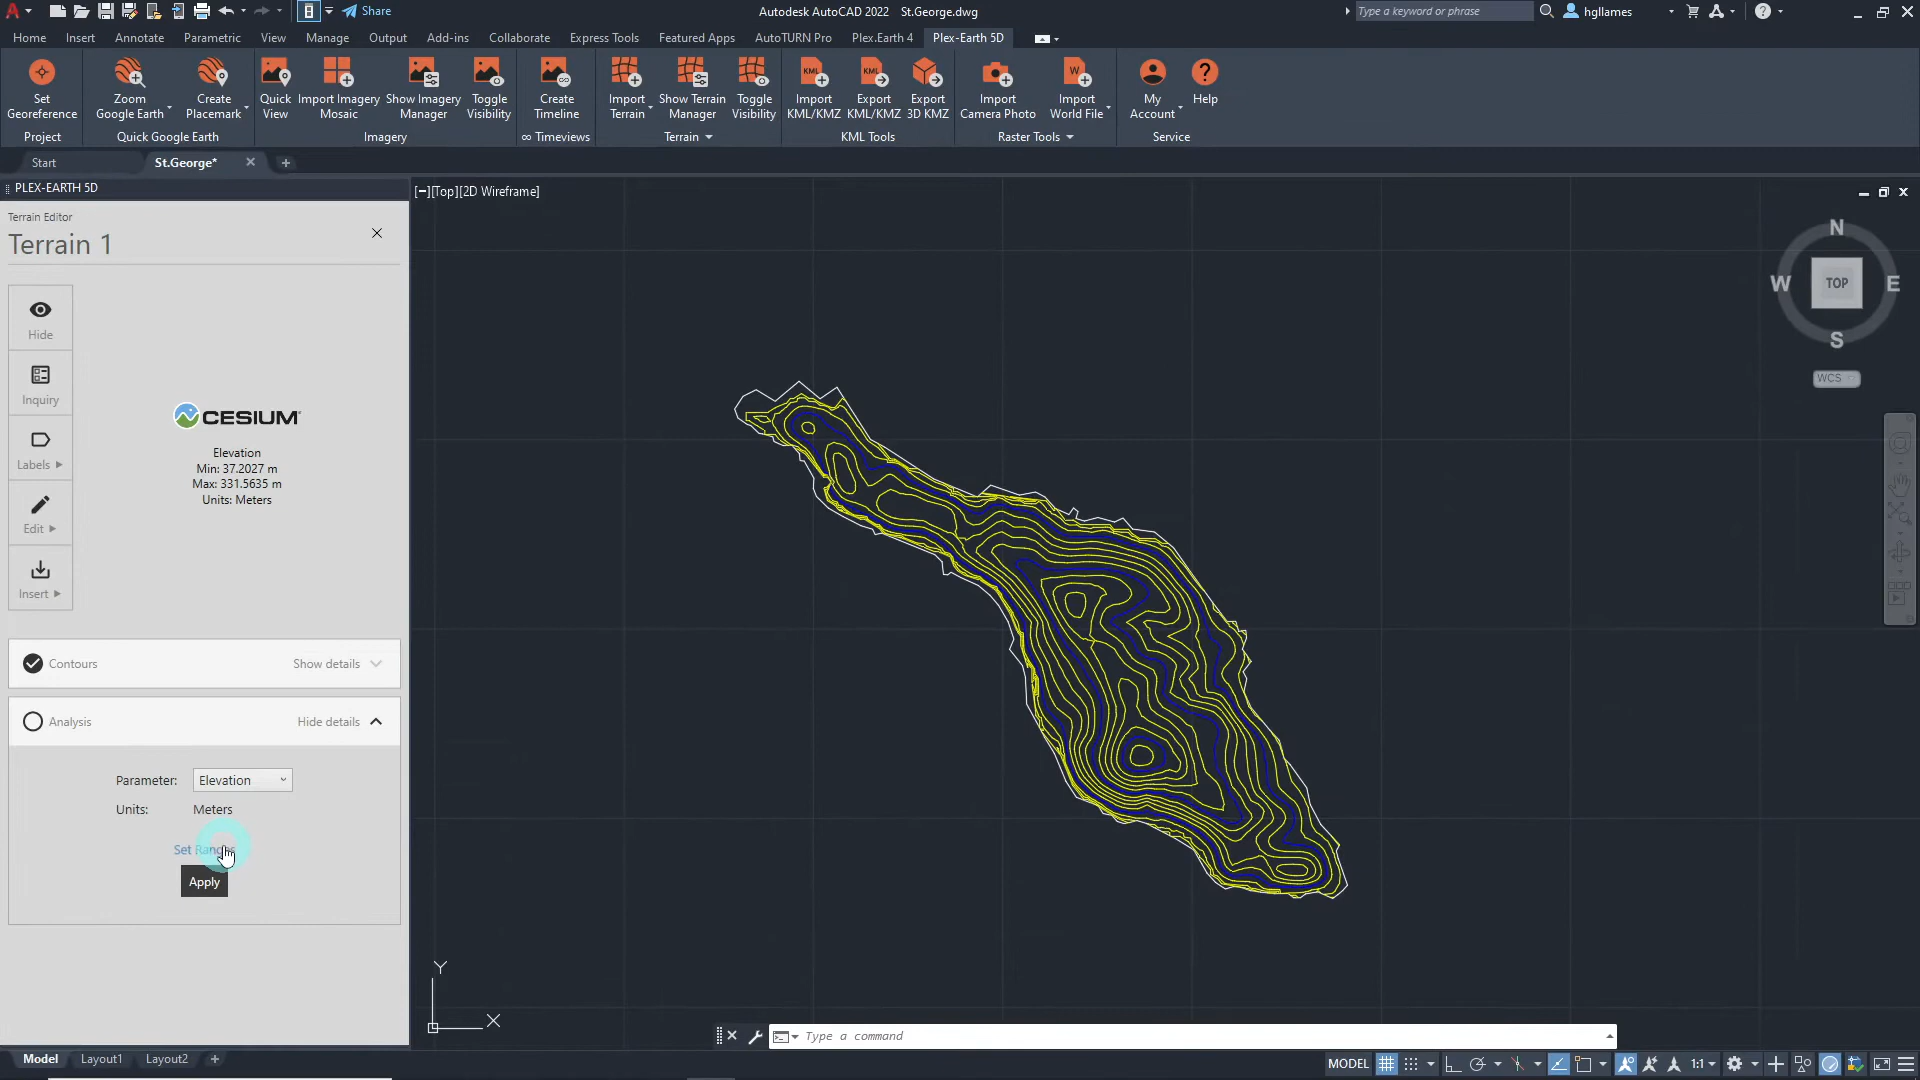 Share
Autodesk AutoCAD 2022 St.George.dwg
Type a keyword or phrase
hgllames
Home Insert Annotate Parametric View Manage Output Add-ins Collaborate Express Tools Featured Apps AutoTURN Pro Plex.Earth 4 Plex-Earth 5D
Set Georeference
Zoom Google Earth
Create Placemark
Quick View
Import Imagery Mosaic
Show Imagery Manager
Toggle Visibility
Create Timeline
Import Terrain
Show Terrain Manager
Toggle Visibility
KML
Import KML/KMZ
KML
Export KML/KMZ
Export 3D KMZ
Import Camera Photo
W
Import World File
My Account
?
Help
Project Quick Google Earth Imagery ∞ Timeviews Terrain KML Tools Raster Tools Service
Start St.George*
PLEX-EARTH 5D
[−][Top][2D Wireframe]
Terrain Editor
Terrain 1
Hide
Inquiry
Labels
Edit
Insert
CESIUM
Elevation
Min: 37.2027 m
Max: 331.5635 m
Units: Meters
Contours Show details
Analysis Hide details
Parameter: Elevation
Units: Meters
Set Ranges
Apply
N
W TOP E
S
WCS
Y
X
Type a command
Model Layout1 Layout2
MODEL 1:1